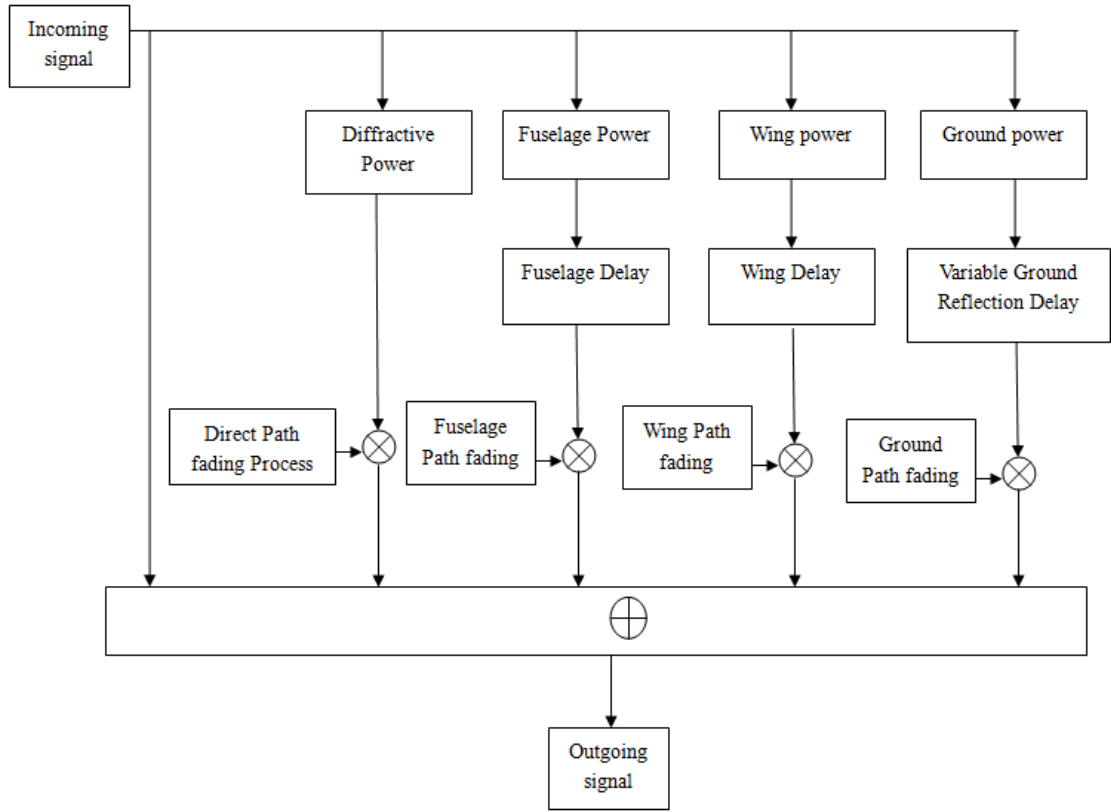 Incoming
signal
Diffractive
Power
Fuselage Power
Wing power
Ground power
Fuselage Delay
Wing Delay
Variable Ground
Reflection Delay
Direct Path
fading Process
Fuselage
Path fading
Wing Path
fading
Ground
Path fading
Outgoing
signal